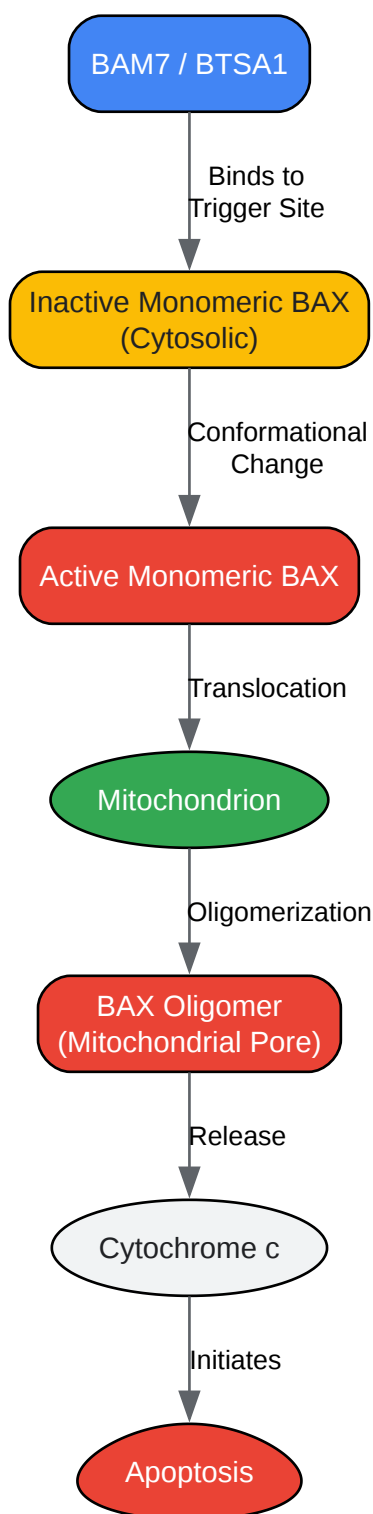 BAM7 / BTSA1
Binds to
Trigger Site
Inactive Monomeric BAX
(Cytosolic)
Conformational
Change
Active Monomeric BAX
Translocation
Mitochondrion
Oligomerization
BAX Oligomer
(Mitochondrial Pore)
Release
Cytochrome c
Initiates
Apoptosis